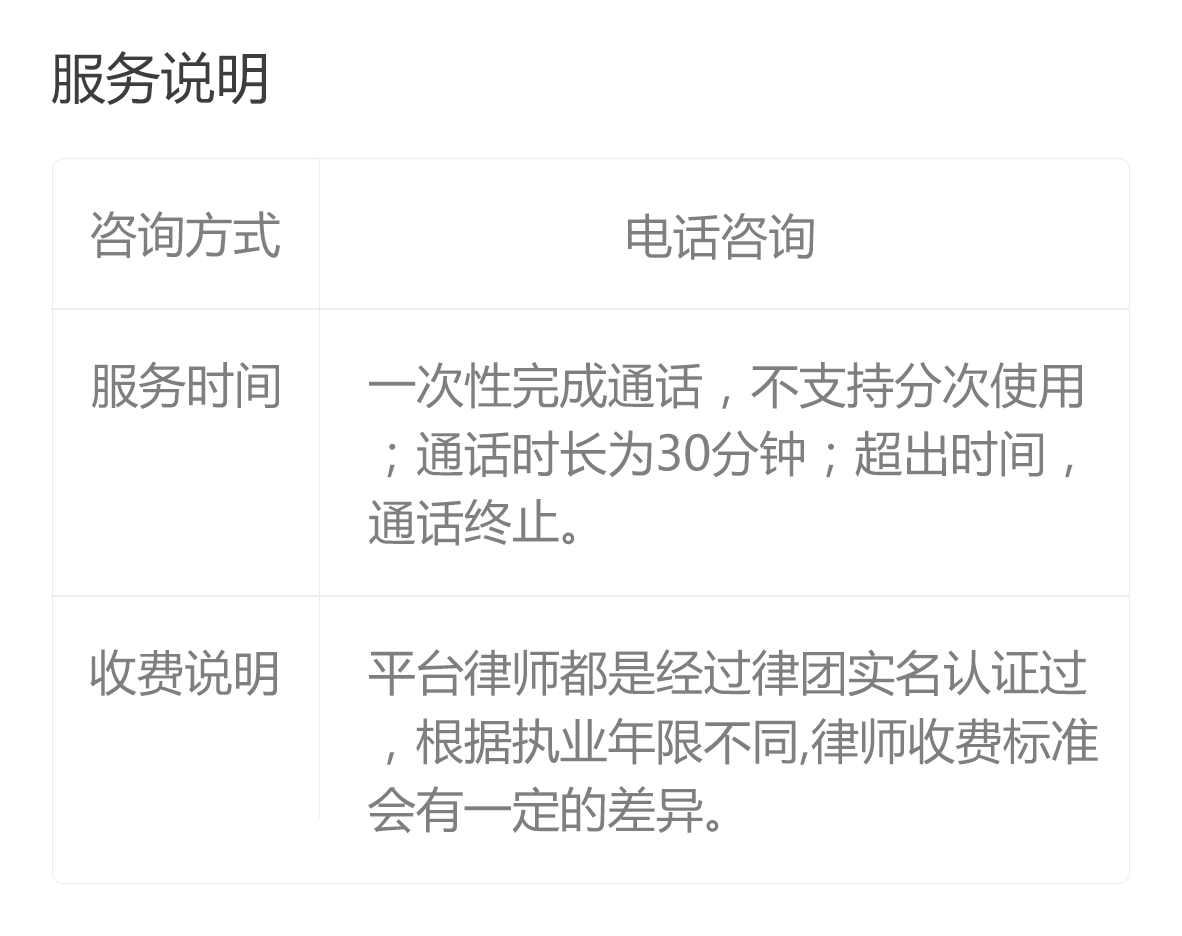 服务说明
咨询方式
电话咨询
服务时间
一次性完成通话，不支持分次使用
；通话时长为30分钟；超出时间，
通话终止。
收费说明
平台律师都是经过律团实名认证过
，根据执业年限不同,律师收费标准
会有一定的差异。